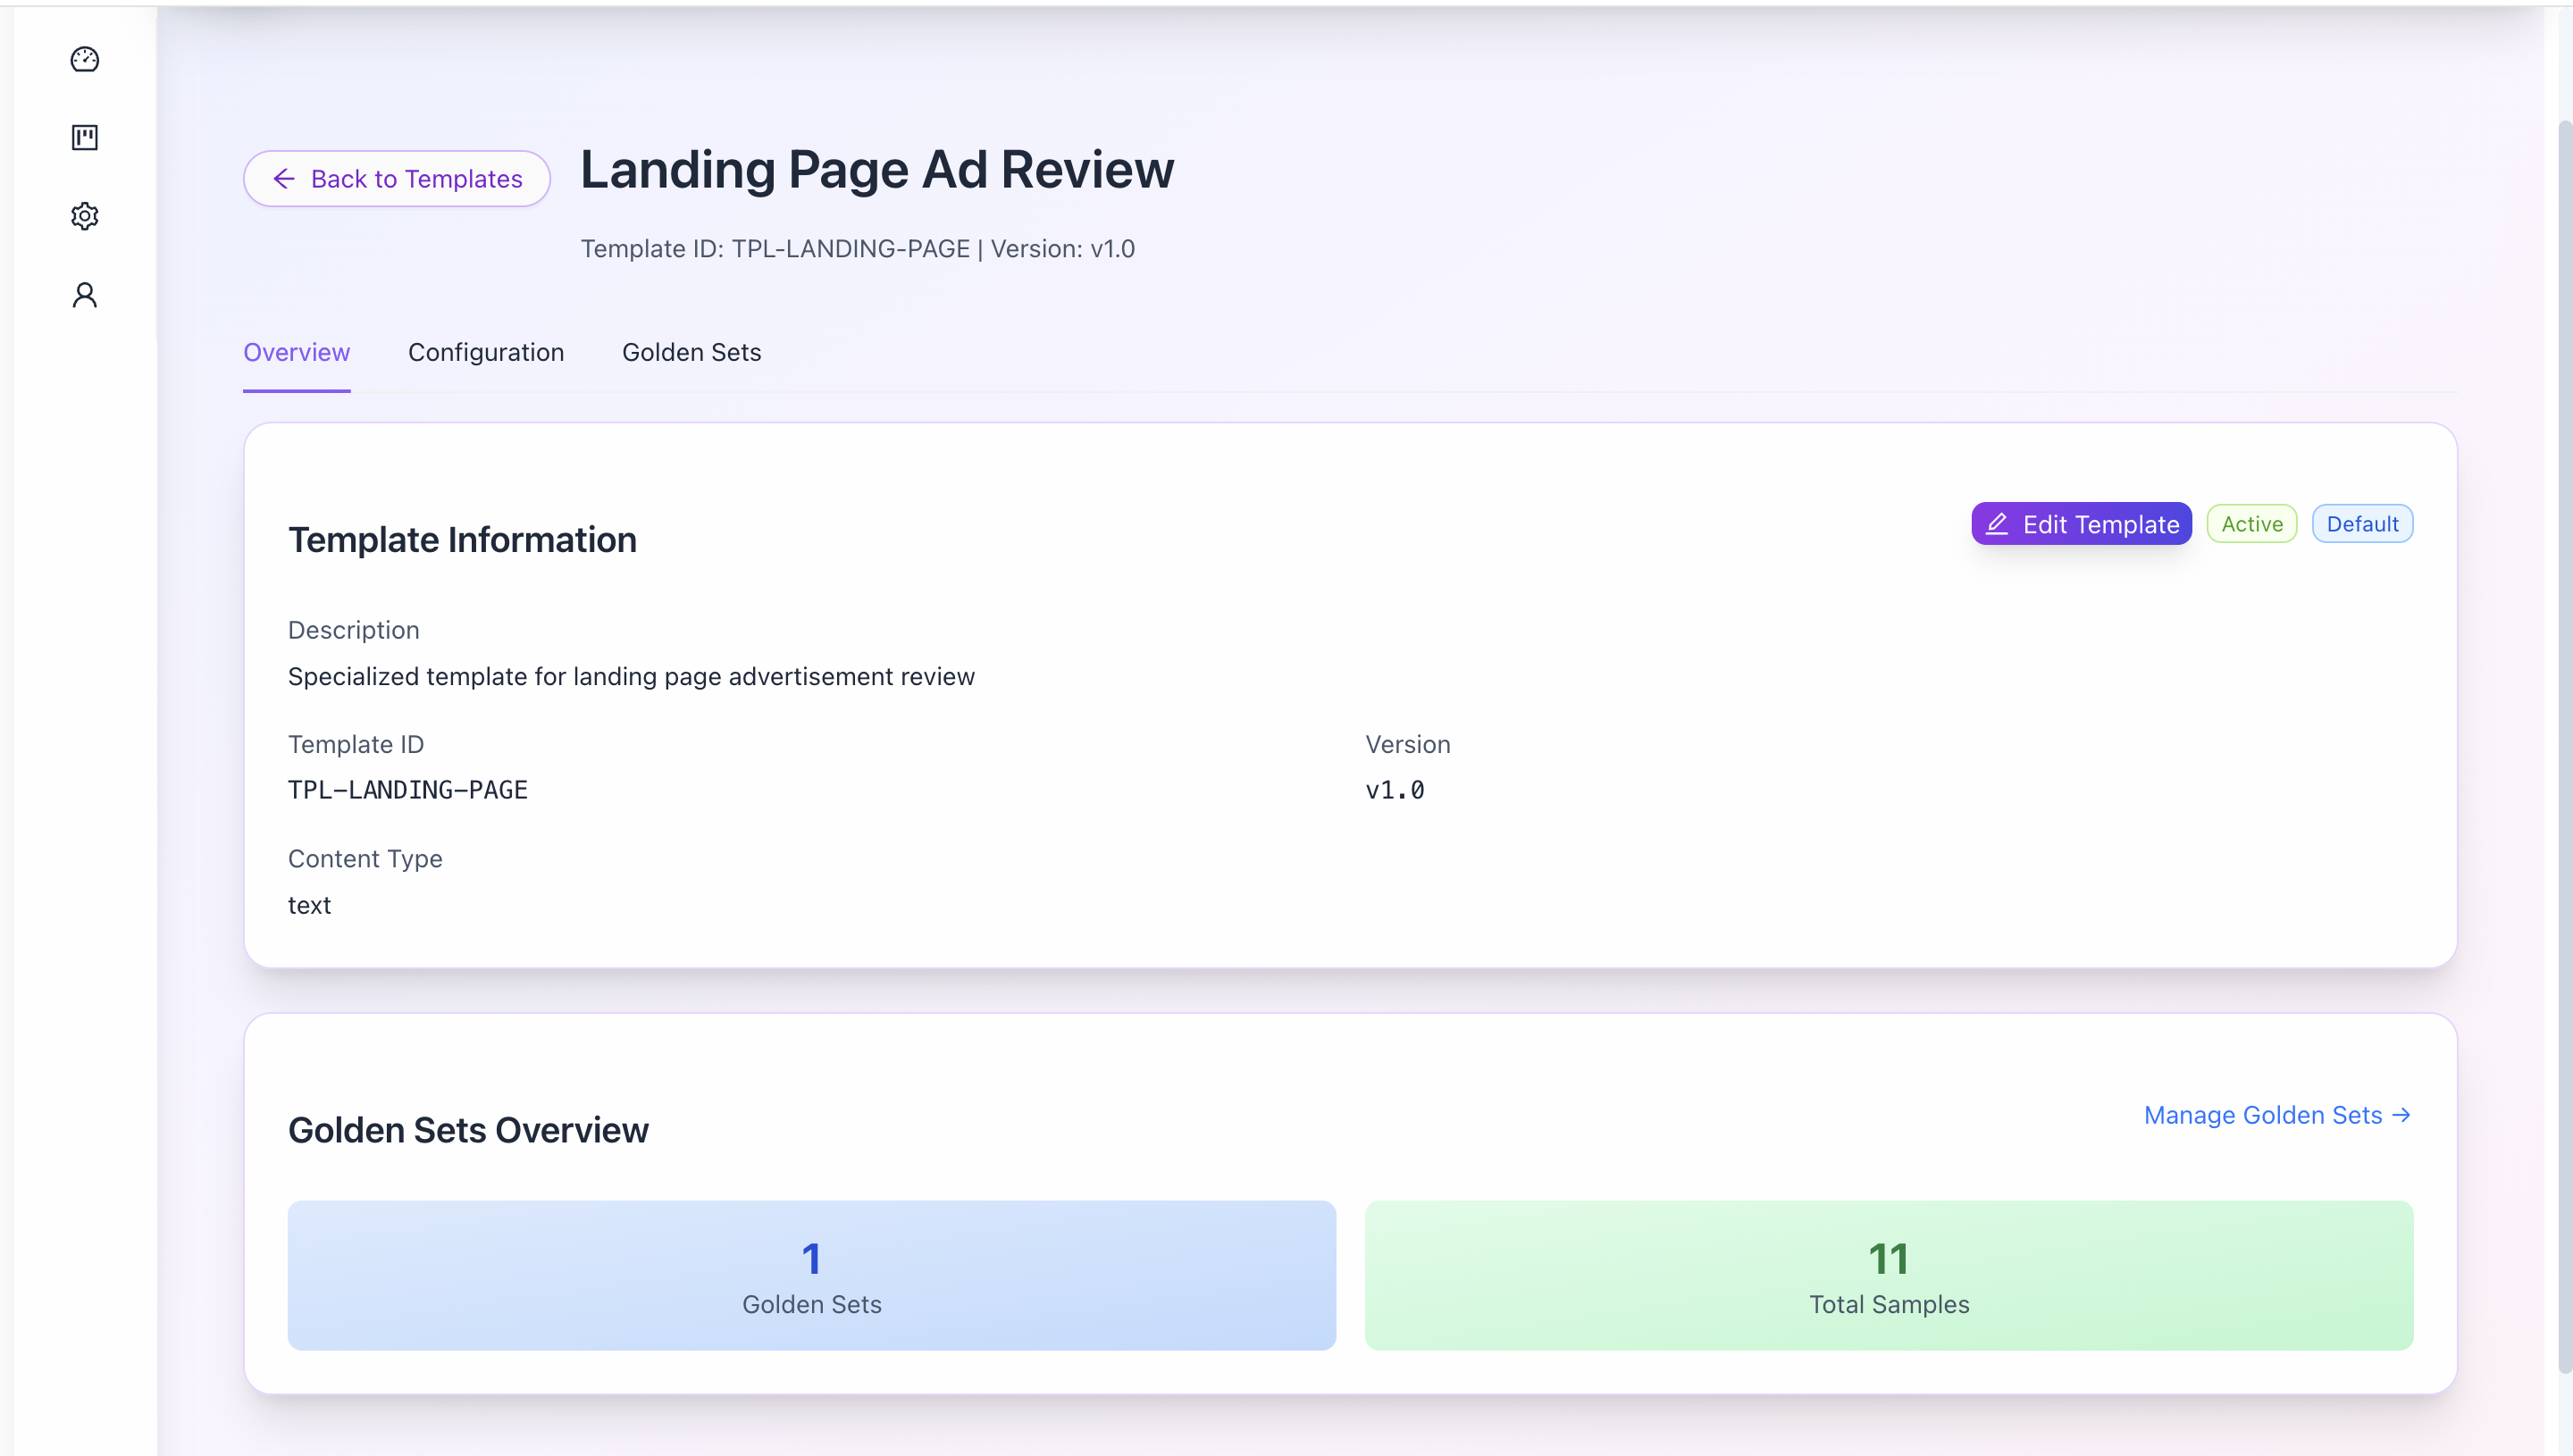 Back to Templates
Landing Page Ad Review
Template ID: TPL-LANDING-PAGE | Version: v1.0
Overview
Configuration
Golden Sets
Template Information
Edit Template
Active
Default
Description
Specialized template for landing page advertisement review
Template ID
TPL-LANDING-PAGE
Version
v1.0
Content Type
text
Golden Sets Overview
Manage Golden Sets →
1
Golden Sets
11
Total Samples